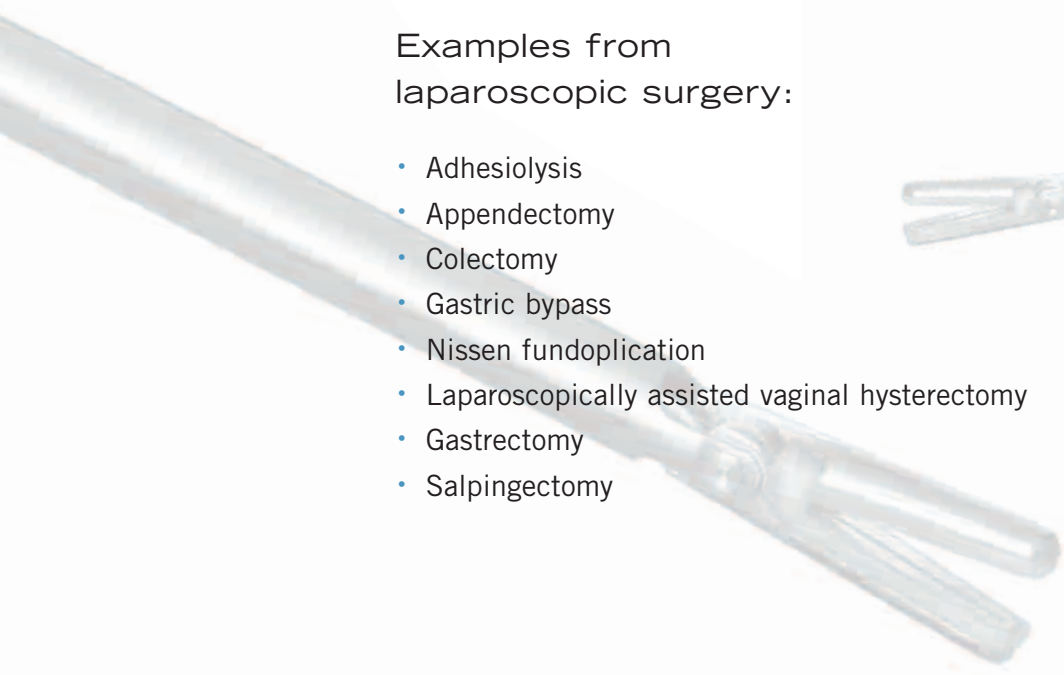 Examples from
laparoscopic surgery:
• Adhesiolysis
• Appendectomy
• Colectomy
• Gastric bypass
• Nissen fundoplication
• Laparoscopically assisted vaginal hysterectomy
• Gastrectomy
• Salpingectomy